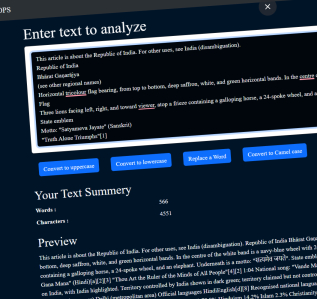 OPS
Enter text to analyze
This article is about the Republic of India. For other uses, see India (disambiguation).
Republic of India
Bhārat Gaṇarājya
(see other regional names)
Horizontal tricolour flag bearing, from top to bottom, deep saffron, white, and green horizontal bands. In the centre
Flag
Three lions facing left, right, and toward viewer, atop a frieze containing a galloping horse, a 24-spoke wheel, and
State emblem
Motto: "Satyameva Jayate" (Sanskrit)
"Truth Alone Triumphs"[1]
Convert to uppercase
Convert to lowercase
Replace a Word
Convert to Camel case
Your Text Summery
Words : 566
Characters : 4551
Preview
This article is about the Republic of India. For other uses, see India (disambiguation). Republic of India Bhārat
bottom, deep saffron, white, and green horizontal bands. In the centre of the white band is a navy-blue wheel with
containing a galloping horse, a 24-spoke wheel, and an elephant. Underneath is a motto: "सत्यमेव जयते". State
Gana Mana" (Hindi)[a][2][3] "Thou Art the Ruler of the Minds of All People"[4][2] 1:04 National song: "Vande
on India, with India highlighted. Territory controlled by India shown in dark green; territory claimed but not
Delhi (metropolitan area) Official languages Hindi English[d][8] Recognised national
Hinduism 14.2% Islam 2.3%